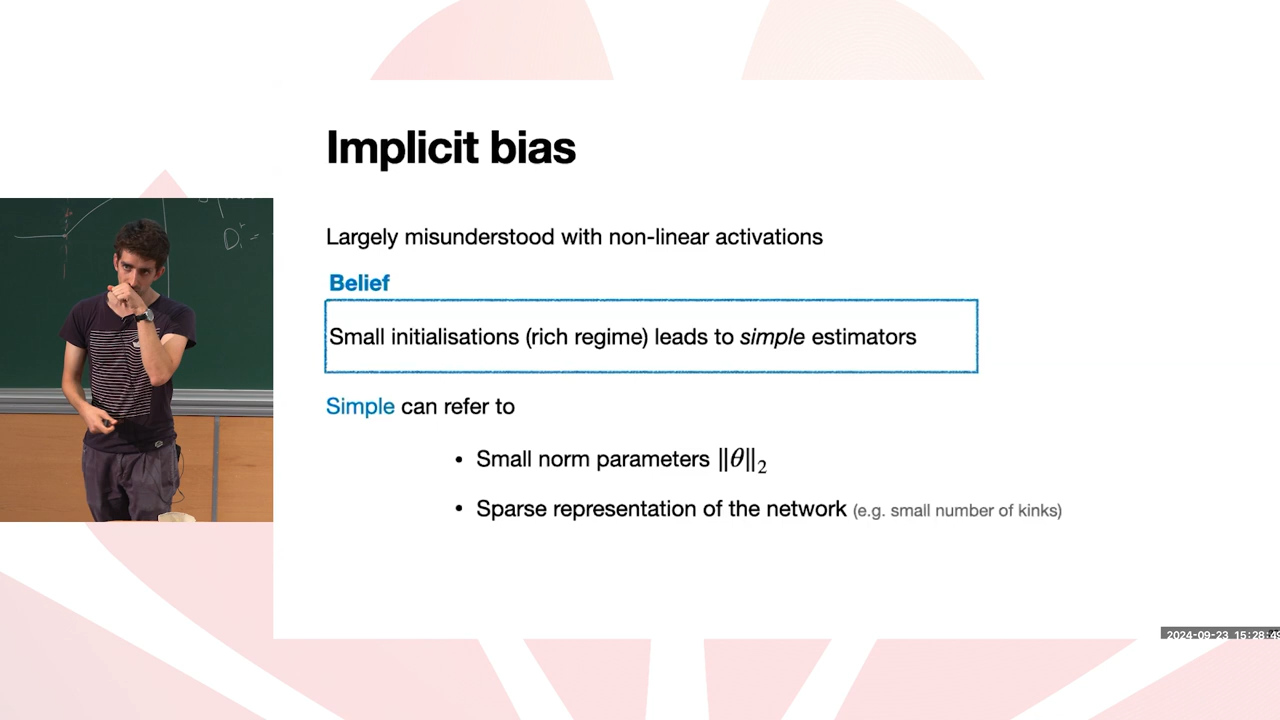 Implicit bias
Largely misunderstood with non-linear activations
Belief
Small initialisations (rich regime) leads to simple estimators
Simple can refer to
• Small norm parameters ‖θ‖₂
• Sparse representation of the network (e.g. small number of kinks)
2024-09-23 15:28:49